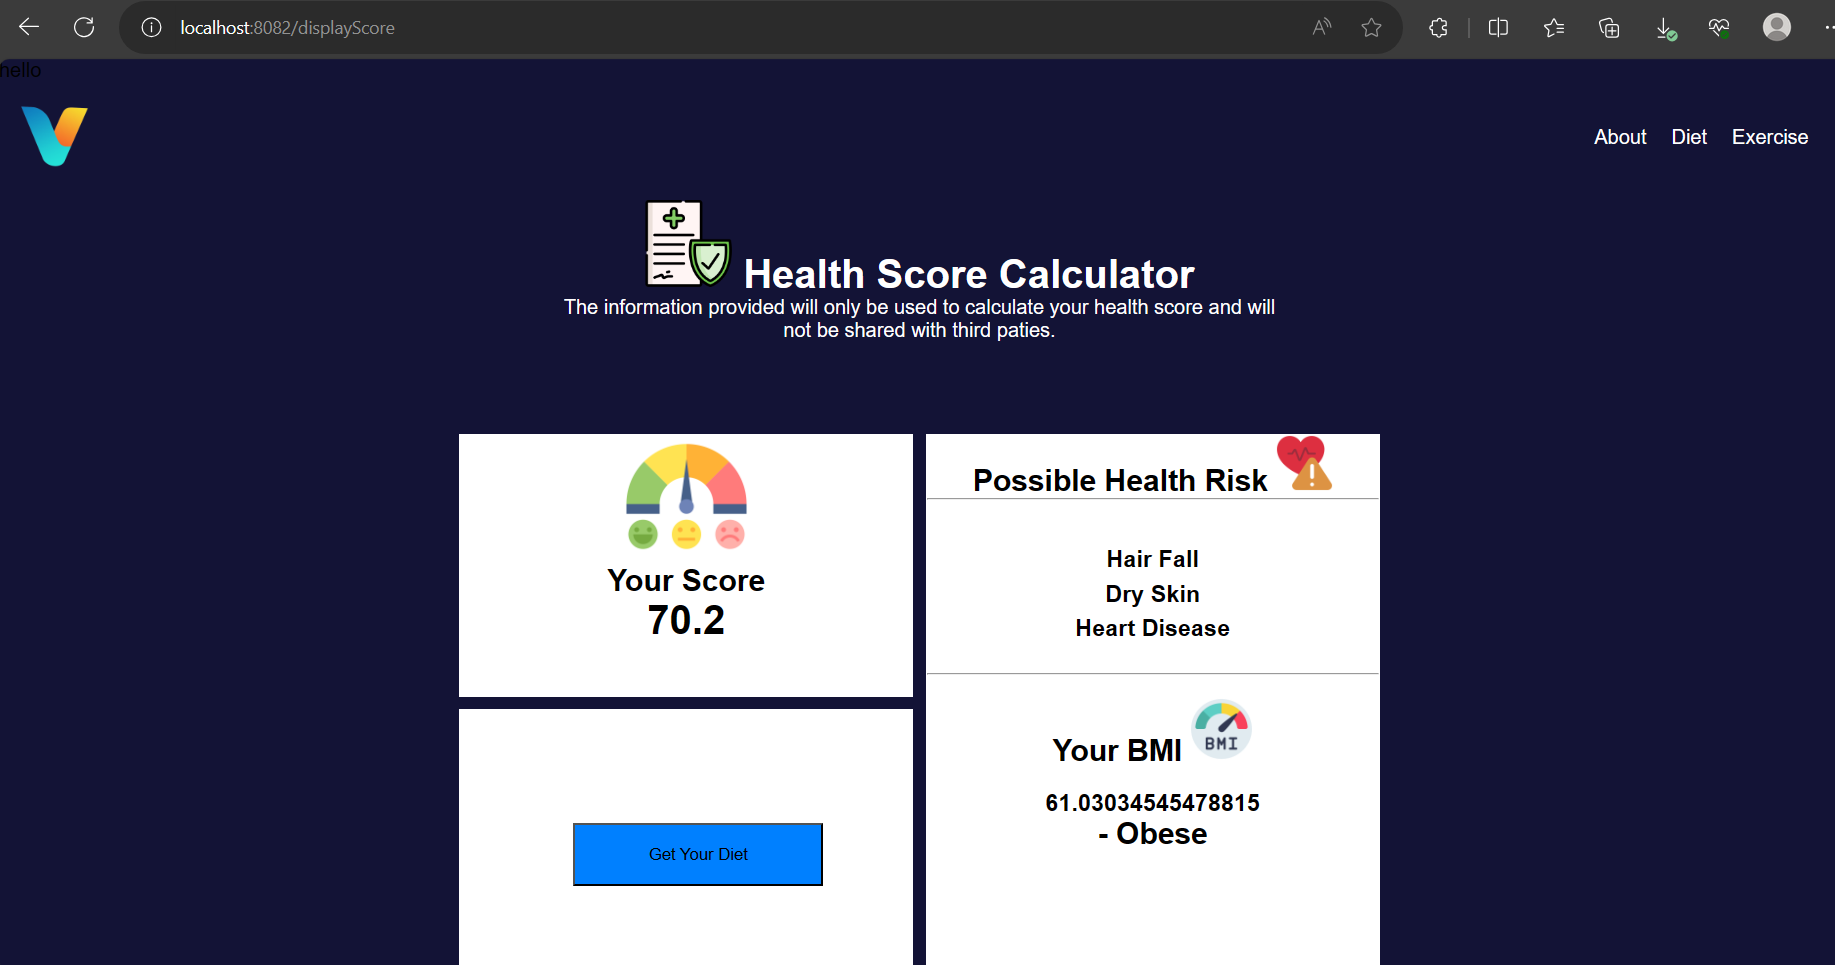 localhost:8082/displayScore
hello
About Diet Exercise
Health Score Calculator
The information provided will only be used to calculate your health score and will
not be shared with third paties.
Your Score
70.2
Get Your Diet
Possible Health Risk
Hair Fall
Dry Skin
Heart Disease
Your BMI
BMI
61.03034545478815
- Obese